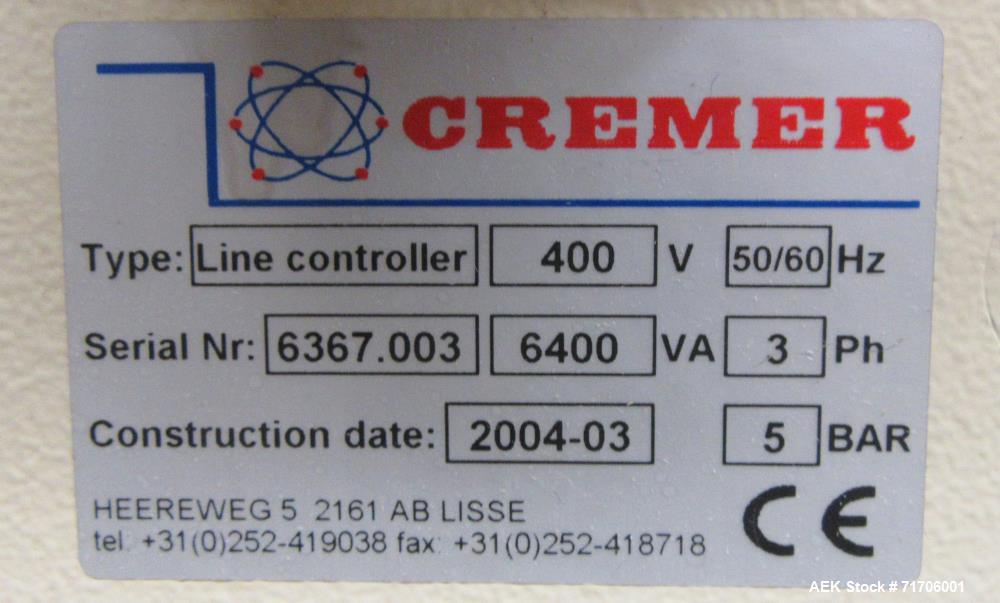 CREMER
Type: Line controller 400 V 50/60 Hz
Serial Nr: 6367.003 6400 VA 3 Ph
Construction date: 2004-03 5 BAR
HEEREWEG 5 2161 AB LISSE
tel. +31(0)252-419038 fax +31(0)252-418718
CE
AEK Stock # 71706001